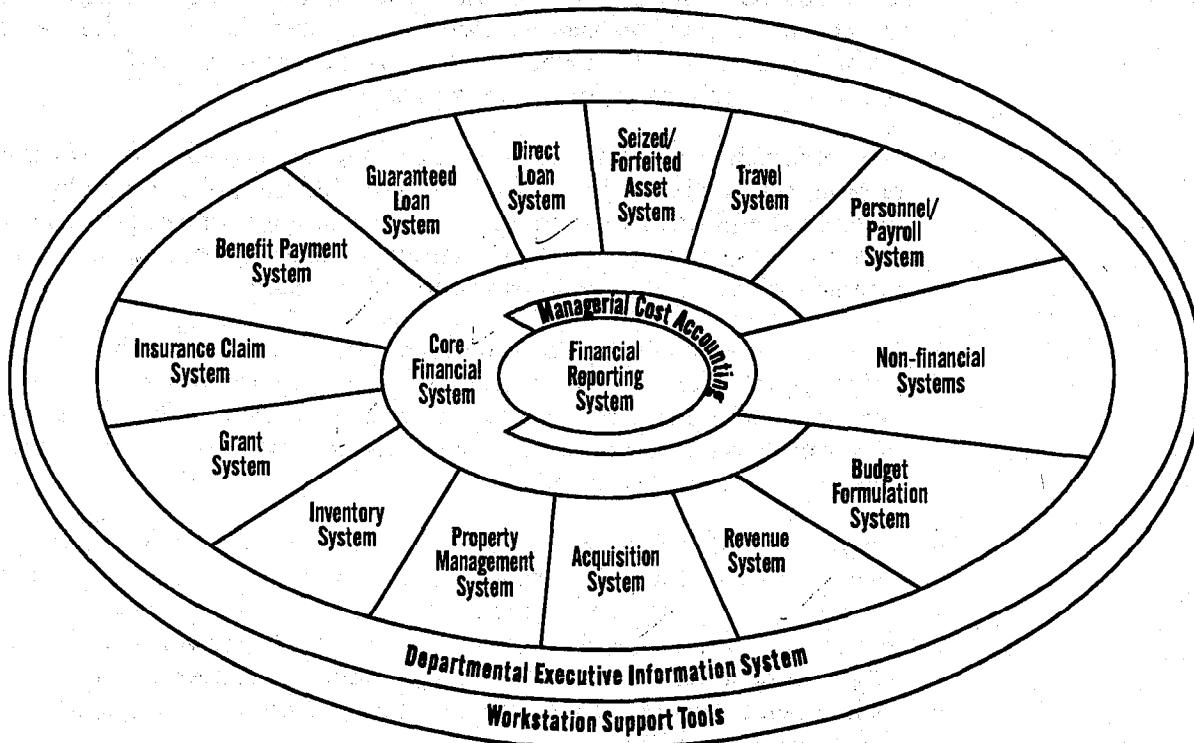 Seized/
Forfeited
Asset
System
Direct
Loan
System
Guaranteed
Loan
System
Travel
System
Personnel/
Payroll
System
Benefit Payment
System
Managerial Cost Accounting
Insurance Claim
System
Core
Financial
System
Financial
Reporting
System
Non-financial
Systems
Grant
System
Budget
Formulation
System
Inventory
System
Property
Management
System
Acquisition
System
Revenue
System
Departmental Executive Information System
Workstation Support Tools